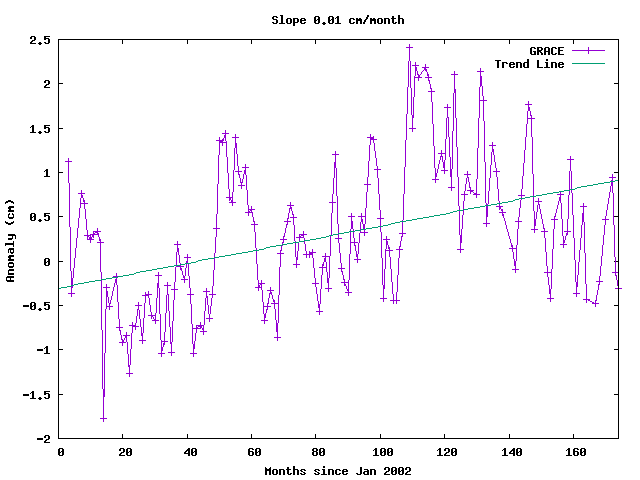 Slope 0.01 cm/month
GRACE
Trend Line
2.5
2
1.5
1
0.5
0
-0.5
-1
-1.5
-2
Anomaly (cm)
0 20 40 60 80 100 120 140 160
Months since Jan 2002